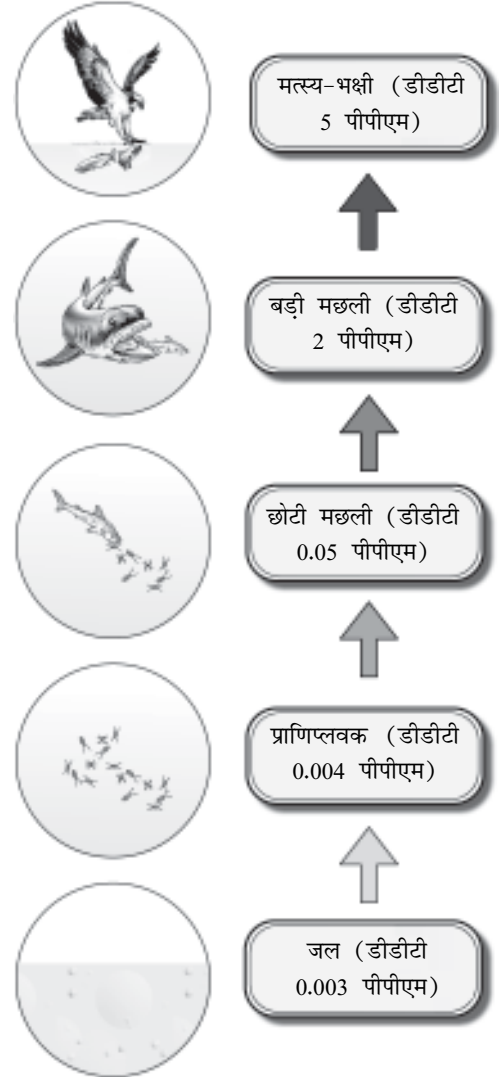 मत्स्य-भक्षी (डीडीटी
5 पीपीएम)
बड़ी मछली (डीडीटी
2 पीपीएम)
छोटी मछली (डीडीटी
0.05 पीपीएम)
प्राणिप्लवक (डीडीटी
0.004 पीपीएम)
जल (डीडीटी
0.003 पीपीएम)